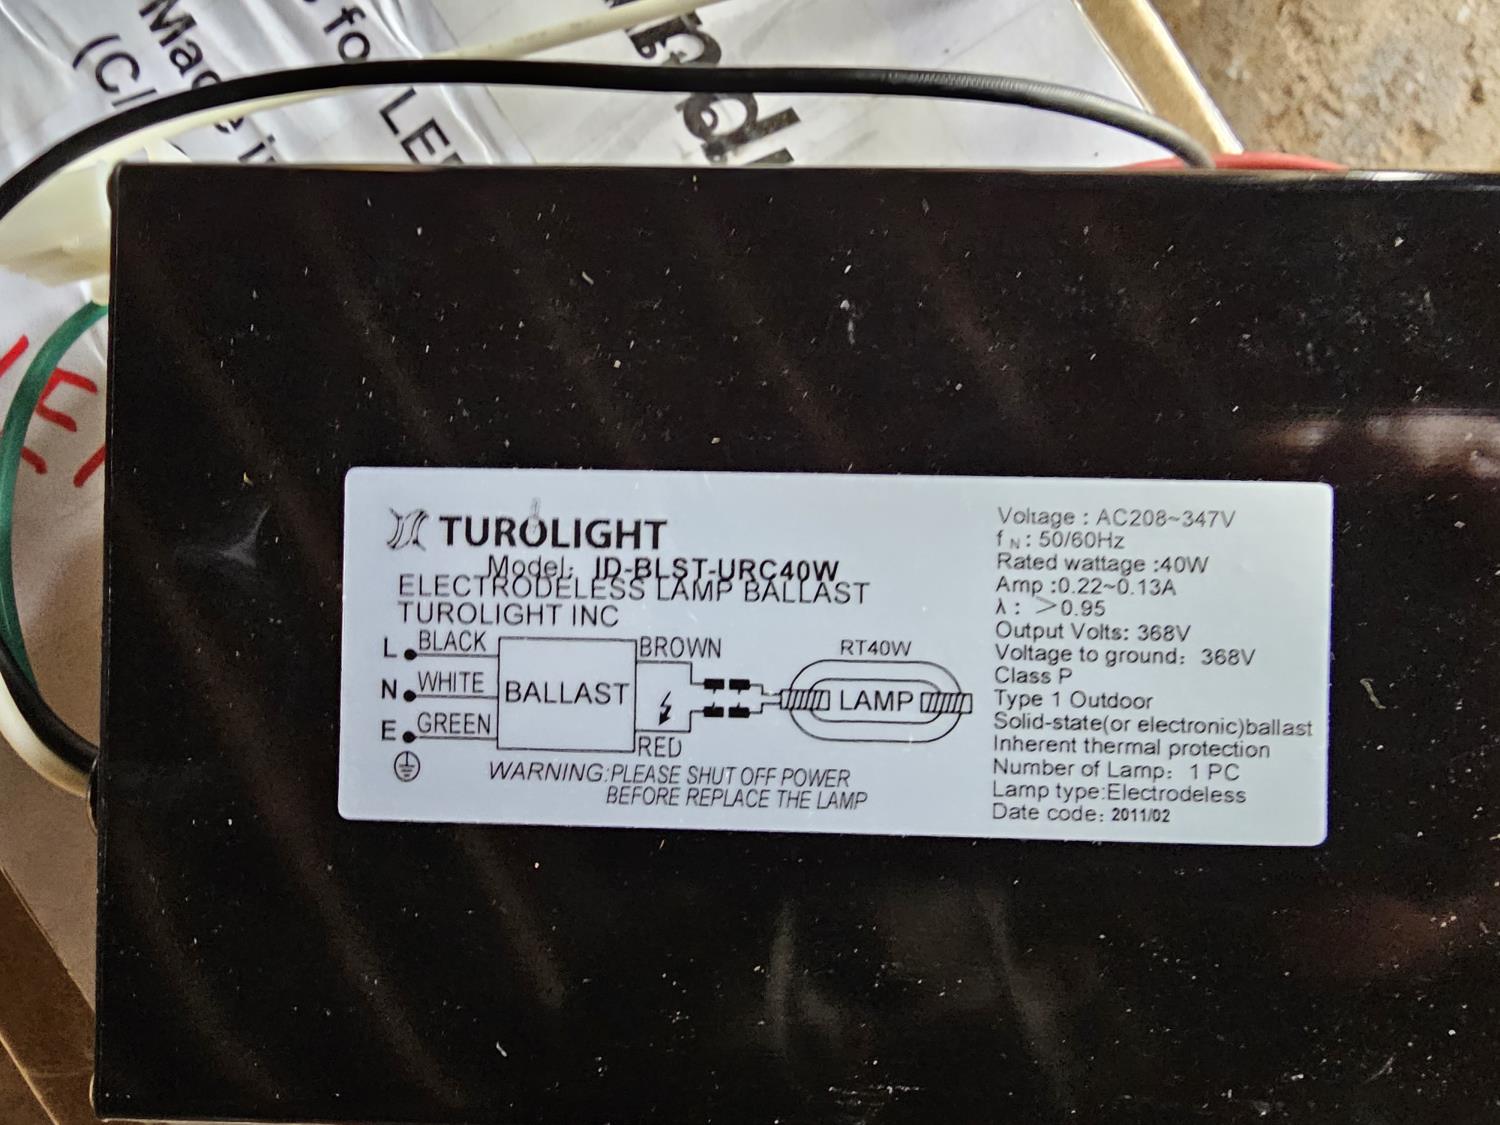 Mad
(C
e i
for
LE
TUROLIGHT
Model: ID-BLST-URC40W
ELECTRODELESS LAMP BALLAST
TUROLIGHT INC
L BLACK
N WHITE
E GREEN
BALLAST
BROWN
RED
RT40W
LAMP
WARNING:PLEASE SHUT OFF POWER
BEFORE REPLACE THE LAMP
Voltage : AC208~347V
f N : 50/60Hz
Rated wattage :40W
Amp :0.22~0.13A
λ : >0.95
Output Volts: 368V
Voltage to ground: 368V
Class P
Type 1 Outdoor
Solid-state(or electronic)ballast
Inherent thermal protection
Number of Lamp: 1 PC
Lamp type:Electrodeless
Date code: 2011/02